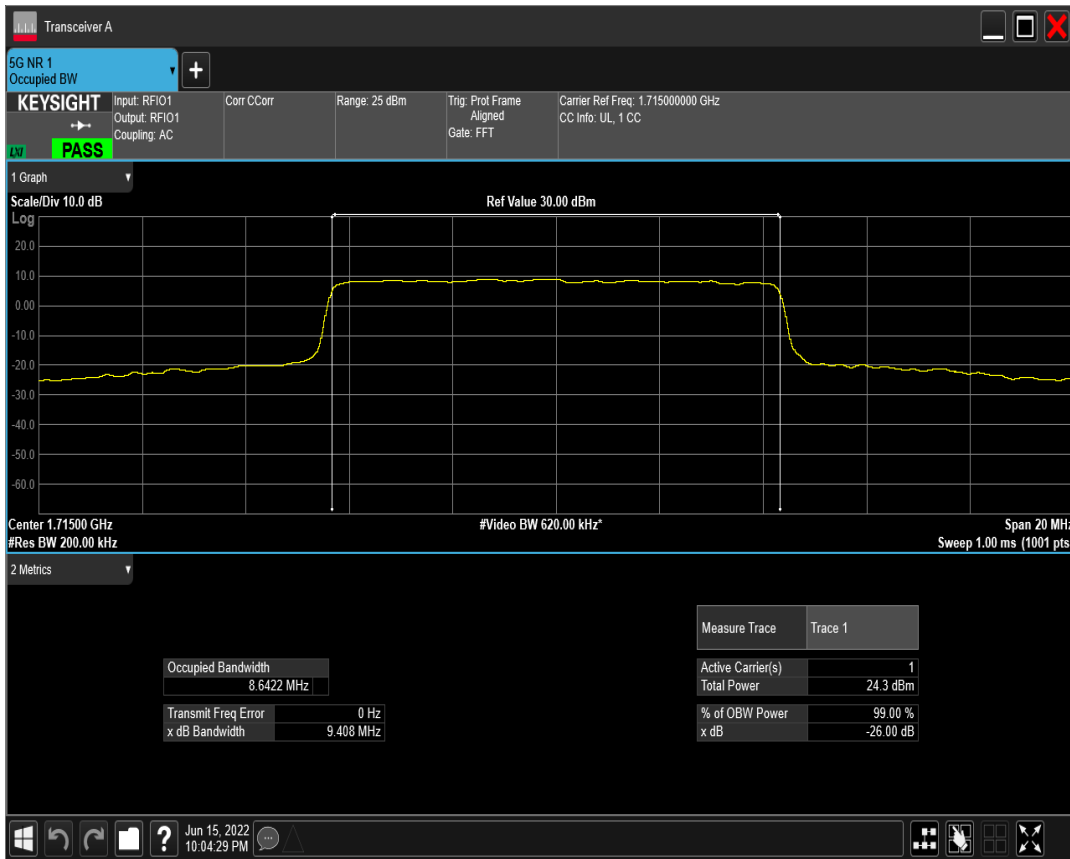 Transceiver A
5G NR 1
Occupied BW
KEYSIGHT
LXI
PASS
Input: RFIO1
Output: RFIO1
Coupling: AC
Corr CCorr
Range: 25 dBm
Trig: Prot Frame
Aligned
Gate: FFT
Carrier Ref Freq: 1.715000000 GHz
CC Info: UL, 1 CC
1 Graph
Scale/Div 10.0 dB
Ref Value 30.00 dBm
Log
20.0
10.0
0.00
-10.0
-20.0
-30.0
-40.0
-50.0
-60.0
Center 1.71500 GHz
#Video BW 620.00 kHz*
Span 20 MHz
#Res BW 200.00 kHz
Sweep 1.00 ms (1001 pts
2 Metrics
Measure Trace Trace 1
Occupied Bandwidth
8.6422 MHz
Active Carrier(s) 1
Total Power 24.3 dBm
Transmit Freq Error 0 Hz
x dB Bandwidth 9.408 MHz
% of OBW Power 99.00 %
x dB -26.00 dB
?
Jun 15, 2022
10:04:29 PM